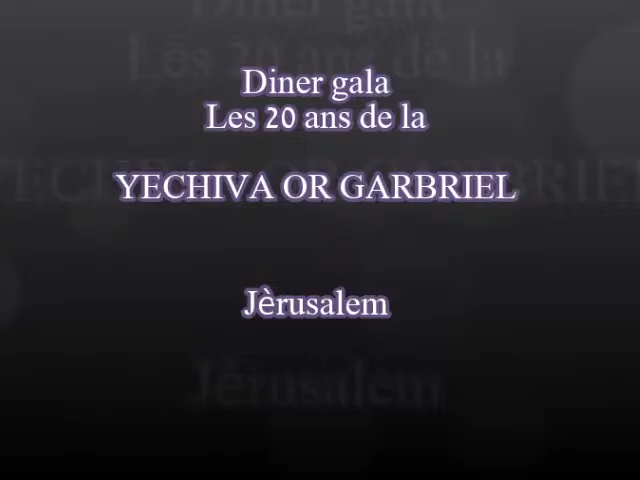 Diner gala
Les 20 ans de la
YECHIVA OR GARBRIEL
Jèrusalem